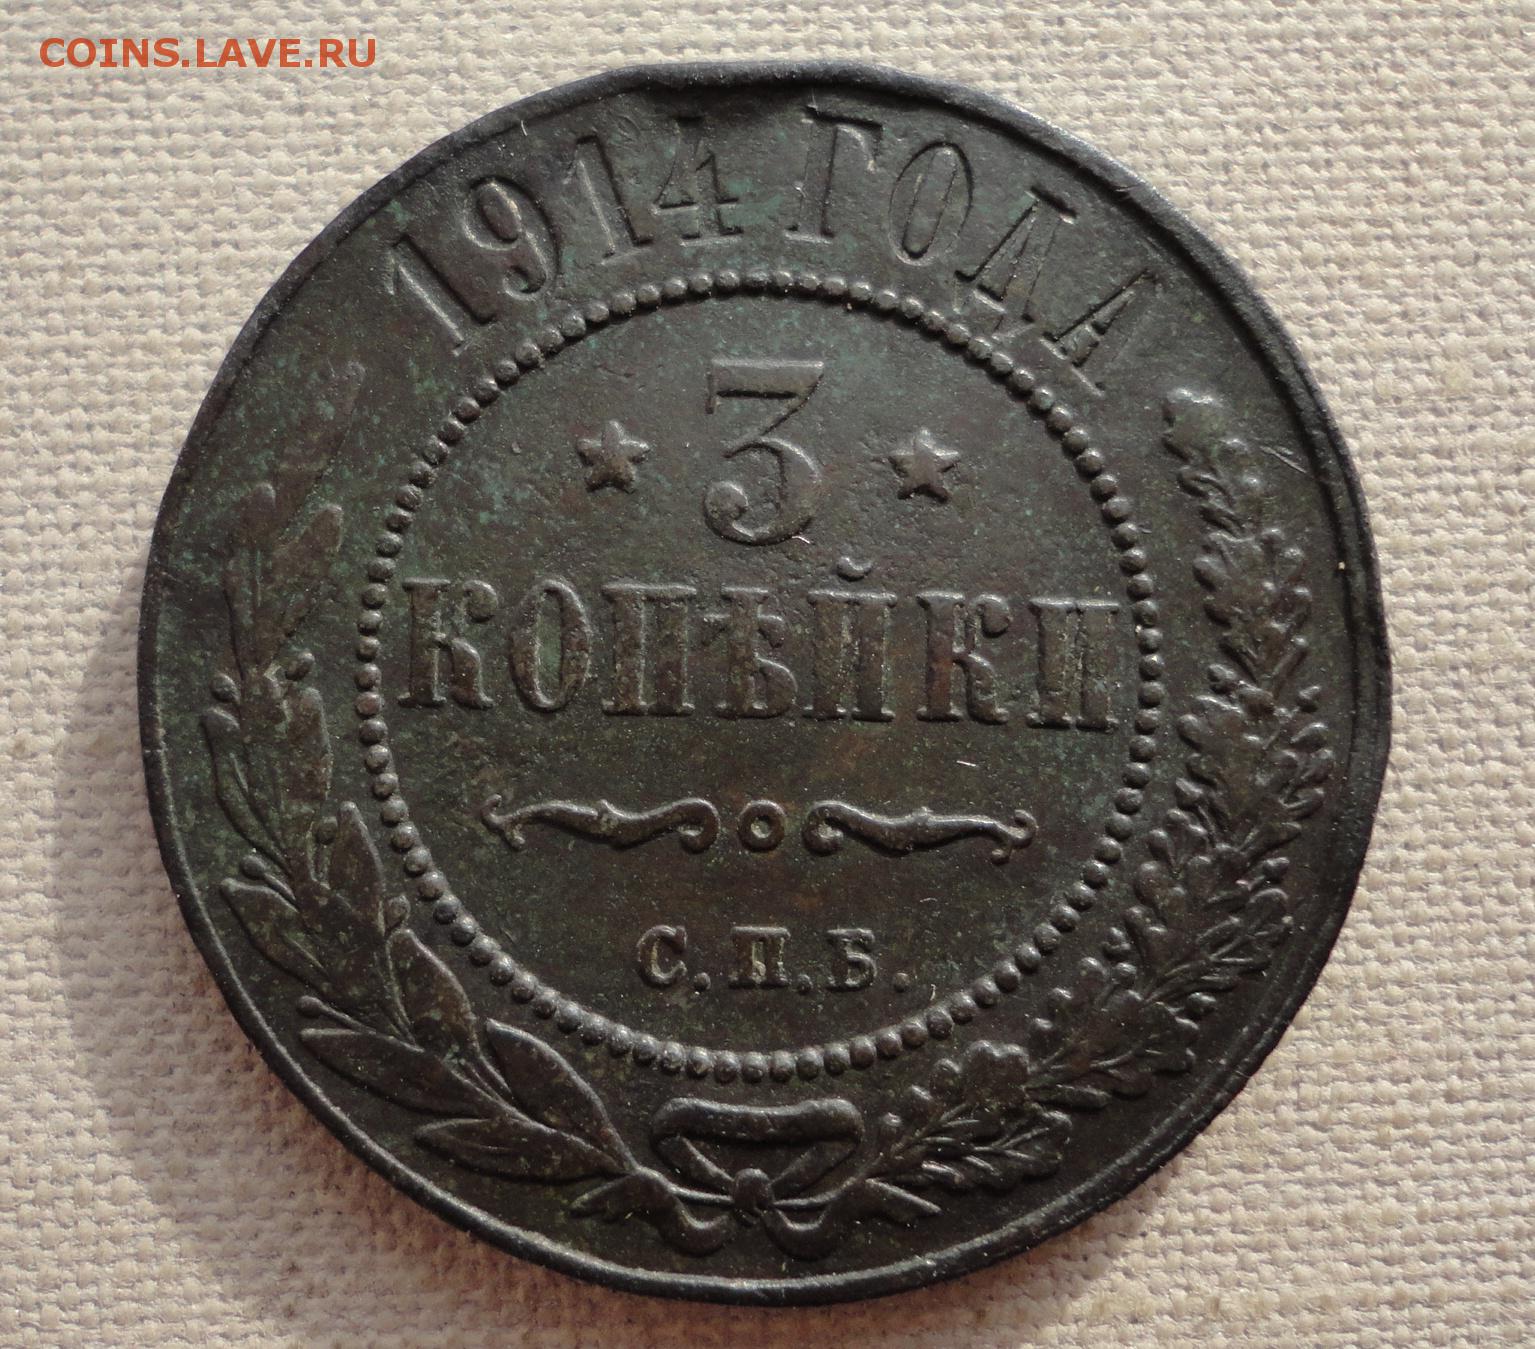 COINS.LAVE.RU
1914 ГОДА
3
КОПѢЙКИ
С.П.Б.